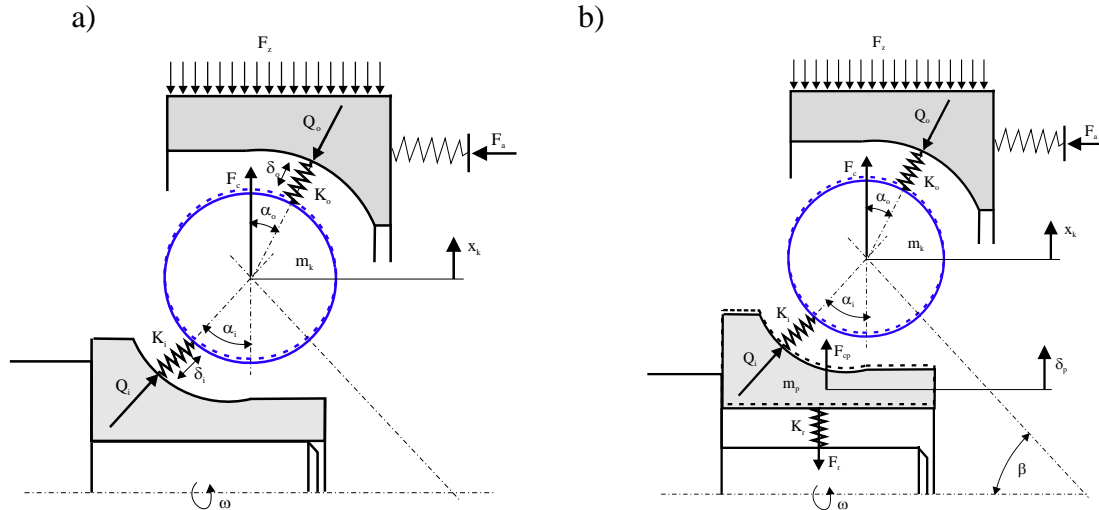 a)
F_z
Q_o
F_a
δ_o
F_c
K_o
α_o
x_k
m_k
K_i
α_i
δ_i
Q_i
ω
b)
F_z
Q_o
F_a
F_c
K_o
α_o
x_k
m_k
α_i
K_i
F_cp
Q_i
δ_p
m_p
K_r
F_r
β
ω